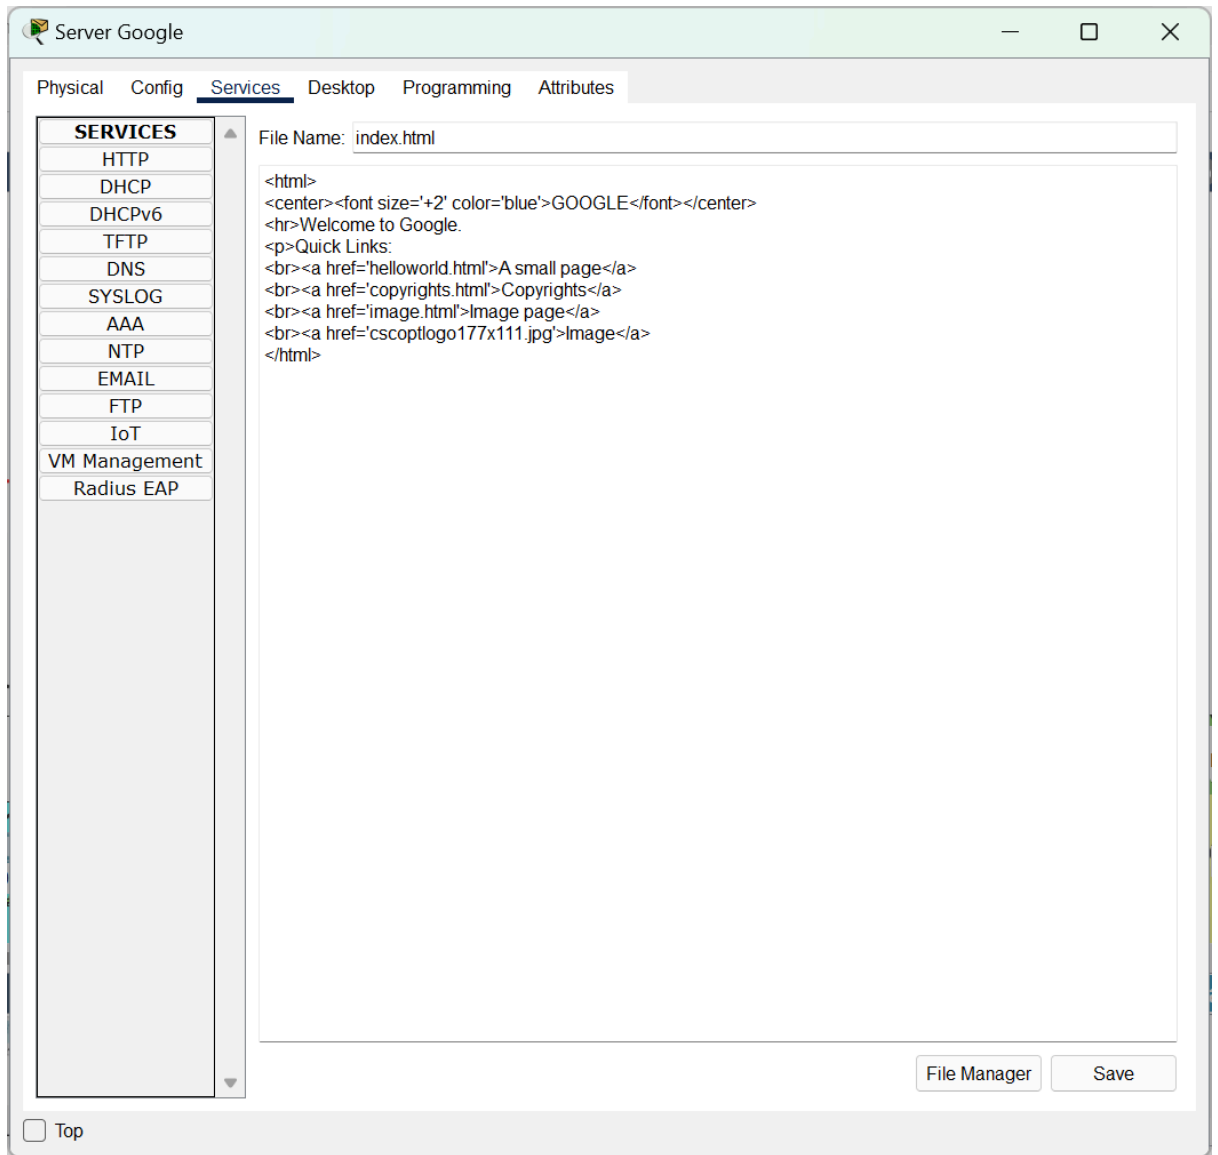 Server Google
Physical Config Services Desktop Programming Attributes
SERVICES
HTTP
DHCP
DHCPv6
TFTP
DNS
SYSLOG
AAA
NTP
EMAIL
FTP
IoT
VM Management
Radius EAP
File Name: index.html
<html>
<center><font size='+2' color='blue'>GOOGLE</font></center>
<hr>Welcome to Google.
<p>Quick Links:
<br><a href='helloworld.html'>A small page</a>
<br><a href='copyrights.html'>Copyrights</a>
<br><a href='image.html'>Image page</a>
<br><a href='cscoptlogo177x111.jpg'>Image</a>
</html>
File Manager Save
Top